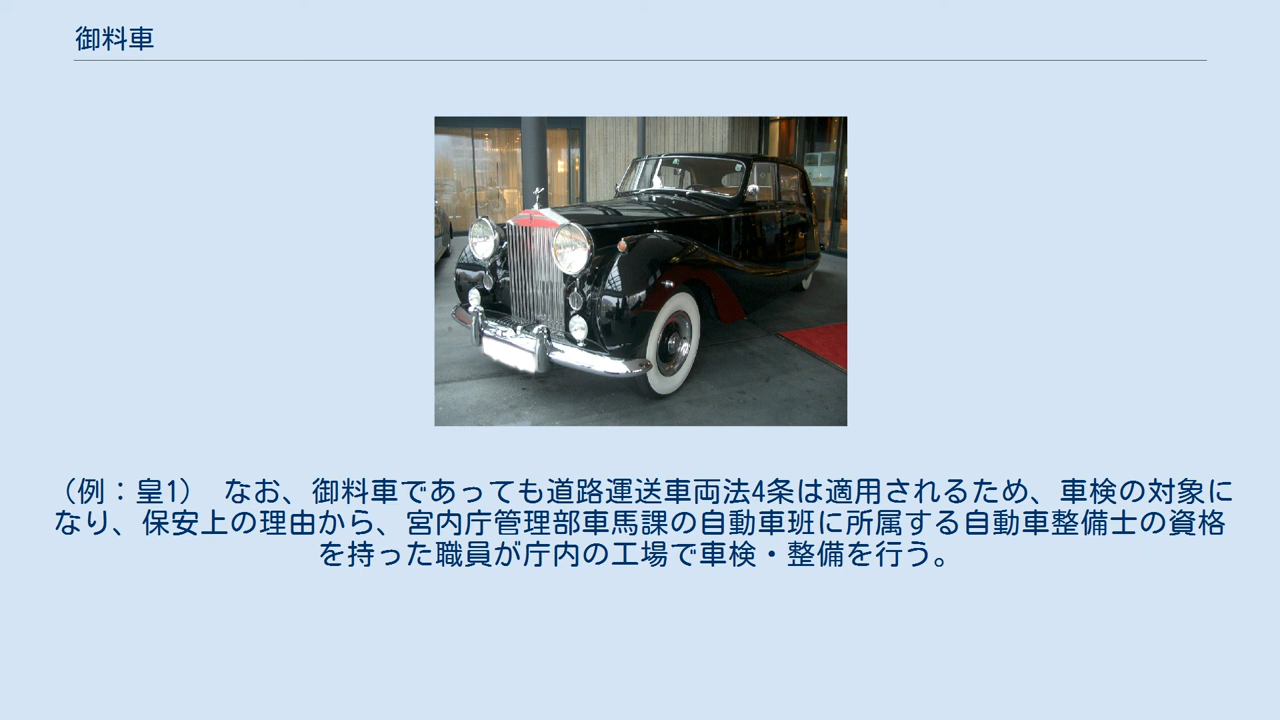 御料車
（例：皇1）　なお、御料車であっても道路運送車両法4条は適用されるため、車検の対象に
なり、保安上の理由から、宮内庁管理部車馬課の自動車班に所属する自動車整備士の資格
を持った職員が庁内の工場で車検・整備を行う。